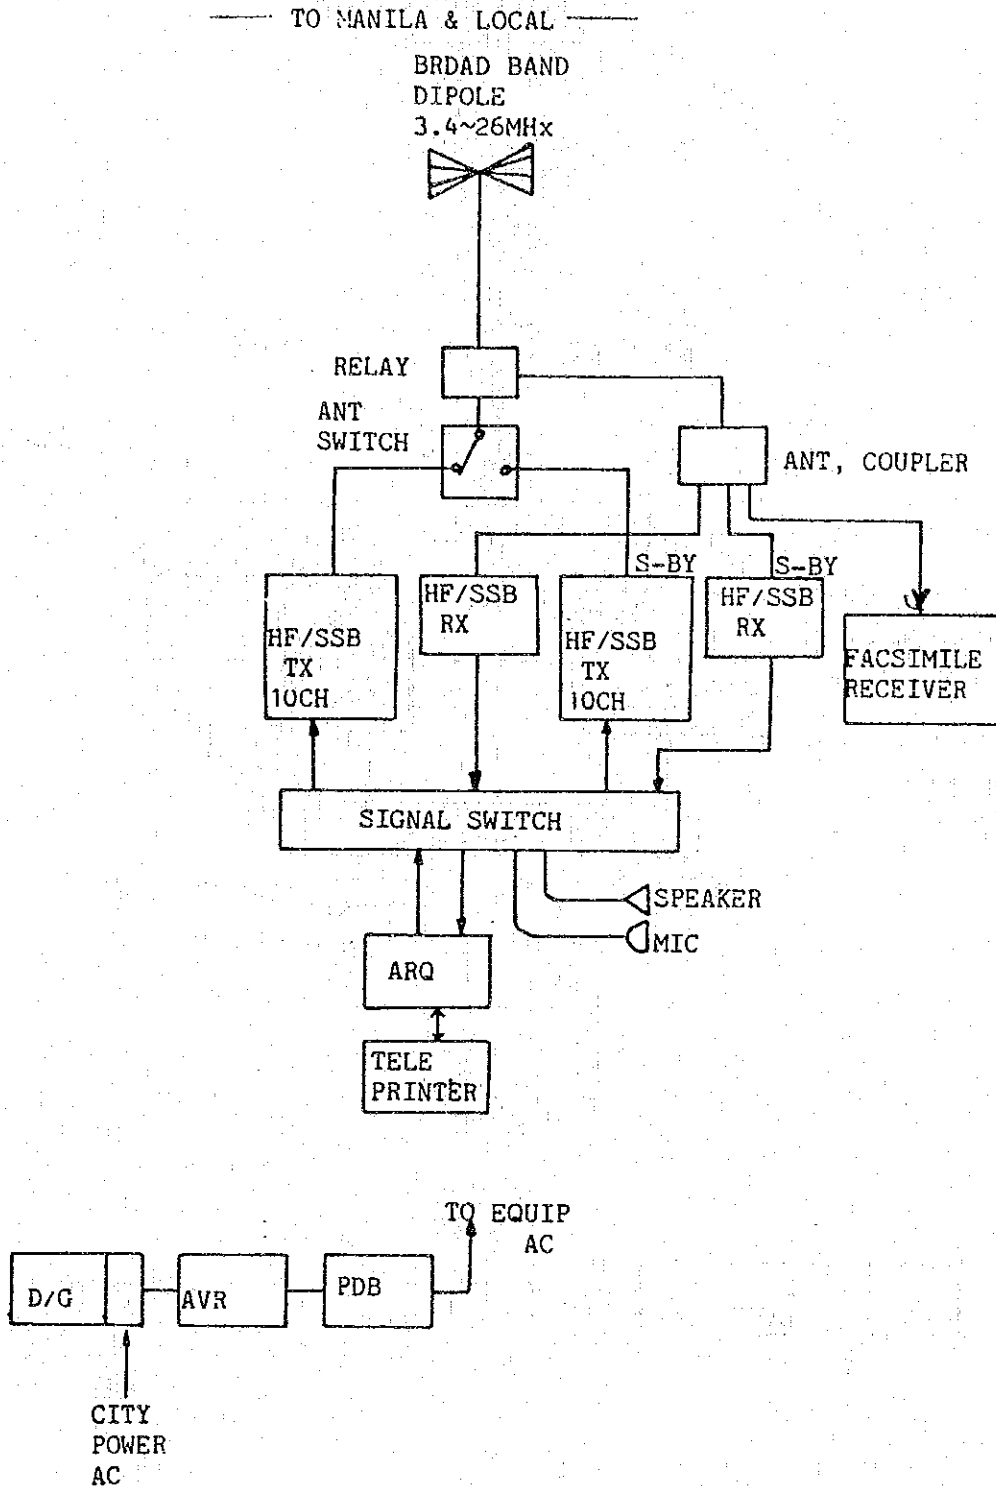 TO MANILA & LOCAL
BRDAD BAND
DIPOLE
3.4~26MHx
RELAY
ANT
SWITCH
ANT, COUPLER
S-BY
S-BY
HF/SSB
TX
10CH
HF/SSB
RX
HF/SSB
TX
10CH
HF/SSB
RX
FACSIMILE
RECEIVER
SIGNAL SWITCH
SPEAKER
MIC
ARQ
TELE
PRINTER
TO EQUIP
AC
D/G
AVR
PDB
CITY
POWER
AC